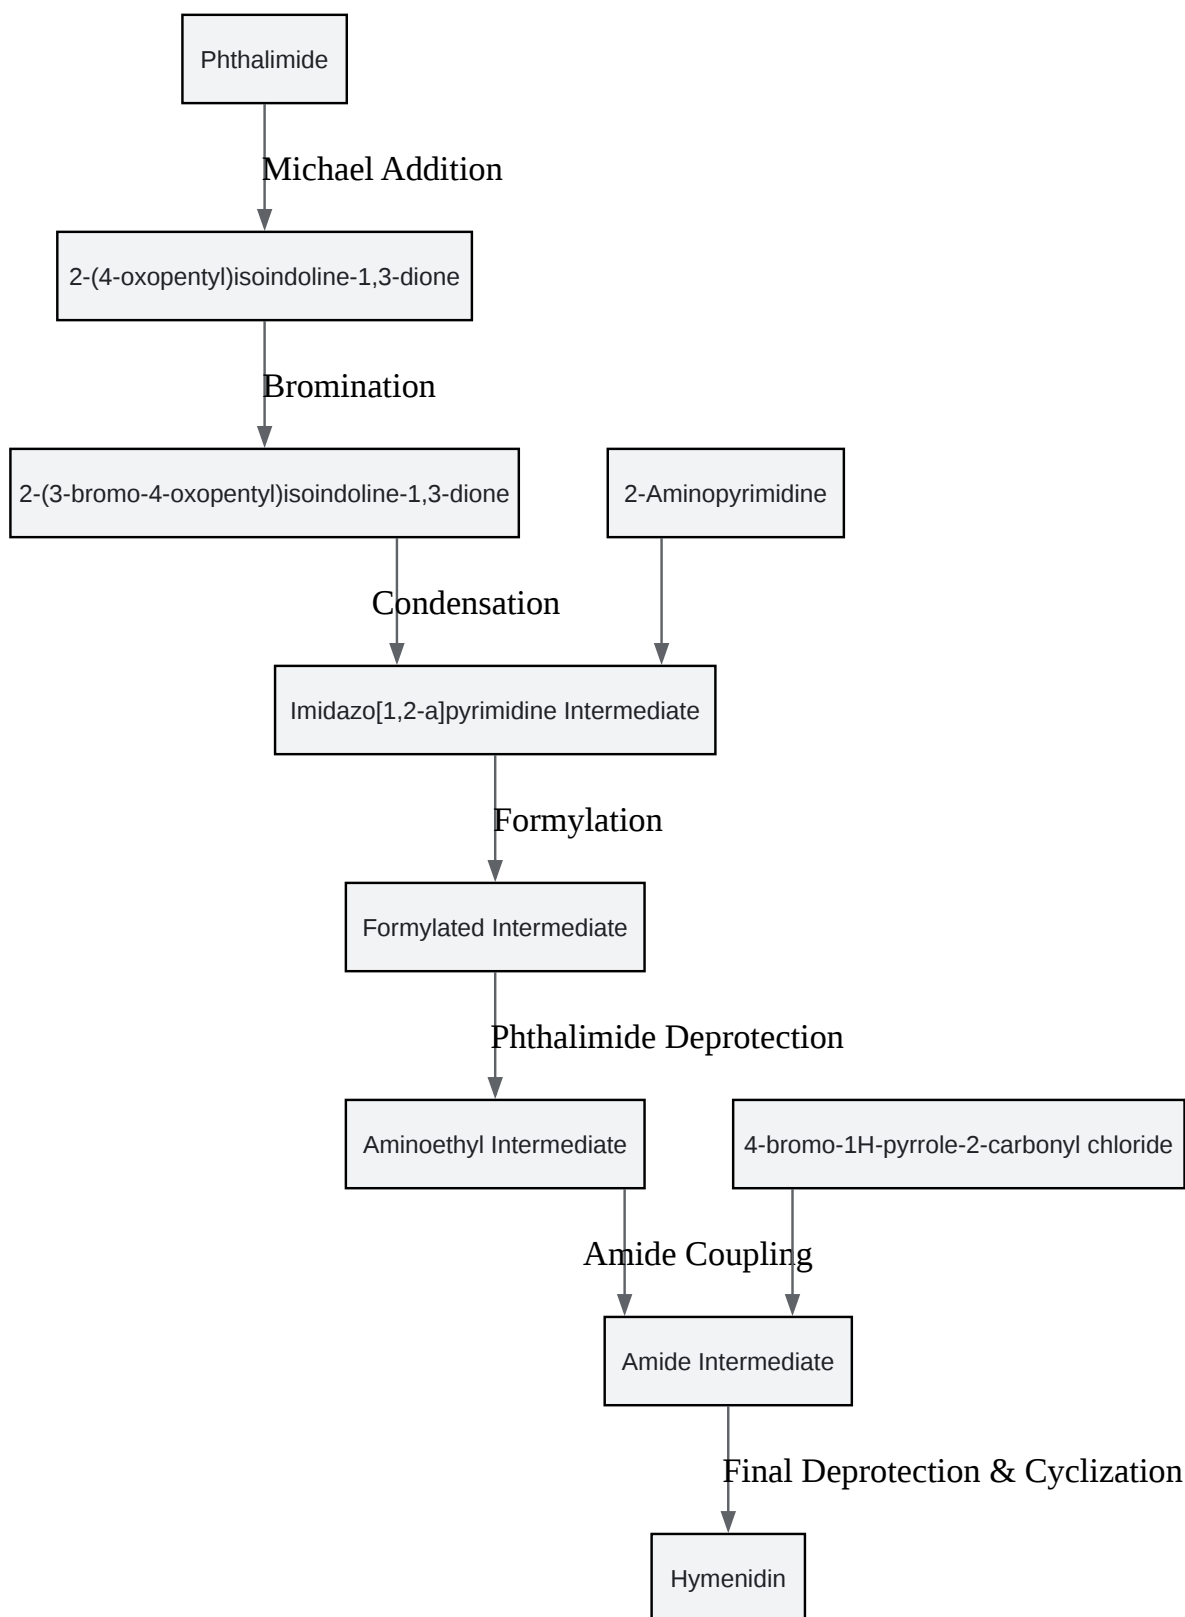 Phthalimide
Michael Addition
2-(4-oxopentyl)isoindoline-1,3-dione
Bromination
2-(3-bromo-4-oxopentyl)isoindoline-1,3-dione
2-Aminopyrimidine
Condensation
Imidazo[1,2-a]pyrimidine Intermediate
Formylation
Formylated Intermediate
Phthalimide Deprotection
Aminoethyl Intermediate
4-bromo-1H-pyrrole-2-carbonyl chloride
Amide Coupling
Amide Intermediate
Final Deprotection & Cyclization
Hymenidin